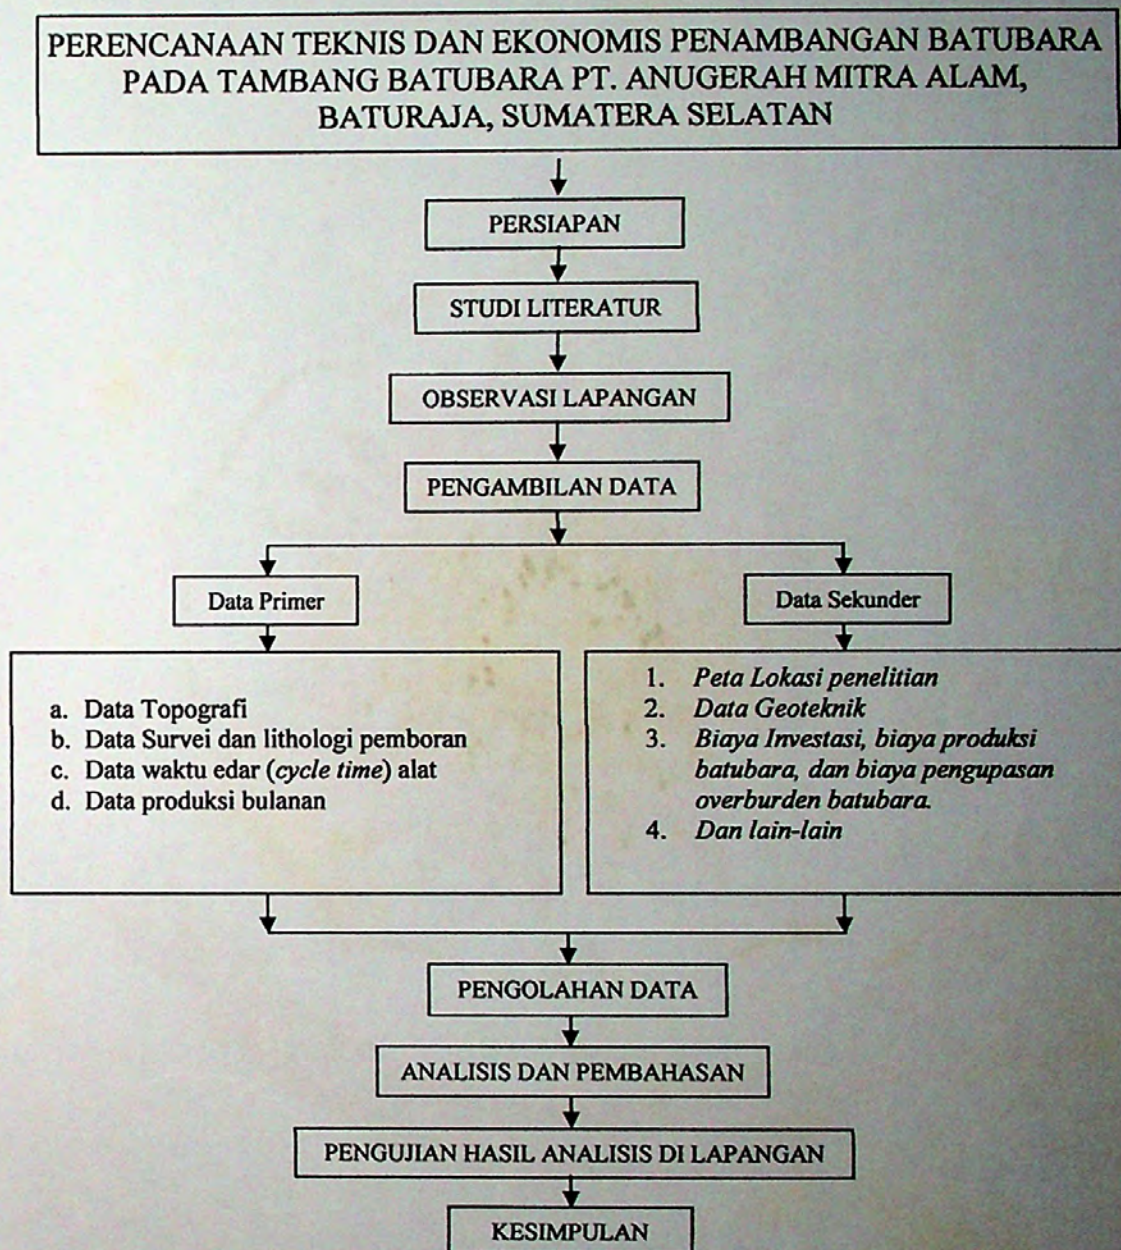 PERENCANAAN TEKNIS DAN EKONOMIS PENAMBANGAN BATUBARA
PADA TAMBANG BATUBARA PT. ANUGERAH MITRA ALAM,
BATURAJA, SUMATERA SELATAN
PERSIAPAN
STUDI LITERATUR
OBSERVASI LAPANGAN
PENGAMBILAN DATA
Data Primer
Data Sekunder
a. Data Topografi
b. Data Survei dan lithologi pemboran
c. Data waktu edar (cycle time) alat
d. Data produksi bulanan
1. Peta Lokasi penelitian
2. Data Geoteknik
3. Biaya Investasi, biaya produksi
batubara, dan biaya pengupasan
overburden batubara.
4. Dan lain-lain
PENGOLAHAN DATA
ANALISIS DAN PEMBAHASAN
PENGUJIAN HASIL ANALISIS DI LAPANGAN
KESIMPULAN